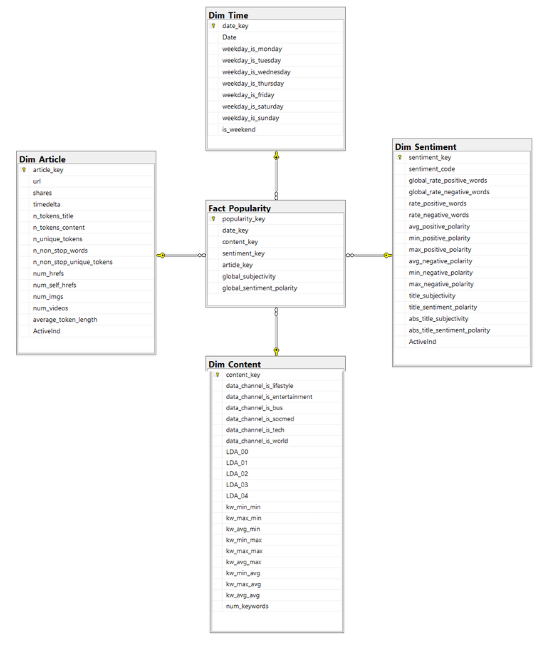 Dim Time
date_key
Date
weekday_is_monday
weekday_is_tuesday
weekday_is_wednesday
weekday_is_thursday
weekday_is_friday
weekday_is_saturday
weekday_is_sunday
is_weekend
Dim Article
article_key
url
shares
timedelta
n_tokens_title
n_tokens_content
n_unique_tokens
n_non_stop_words
n_non_stop_unique_tokens
num_hrefs
num_self_hrefs
num_imgs
num_videos
average_token_length
ActiveInd
Fact_Popularity
popularity_key
date_key
content_key
sentiment_key
article_key
global_subjectivity
global_sentiment_polarity
Dim Sentiment
sentiment_key
sentiment_code
global_rate_positive_words
global_rate_negative_words
rate_positive_words
rate_negative_words
avg_positive_polarity
min_positive_polarity
max_positive_polarity
avg_negative_polarity
min_negative_polarity
max_negative_polarity
title_subjectivity
title_sentiment_polarity
abs_title_subjectivity
abs_title_sentiment_polarity
ActiveInd
Dim Content
content_key
data_channel_is_lifestyle
data_channel_is_entertainment
data_channel_is_bus
data_channel_is_socmed
data_channel_is_tech
data_channel_is_world
LDA_00
LDA_01
LDA_02
LDA_03
LDA_04
kw_min_min
kw_max_min
kw_avg_min
kw_min_max
kw_max_max
kw_avg_max
kw_min_avg
kw_max_avg
kw_avg_avg
num_keywords